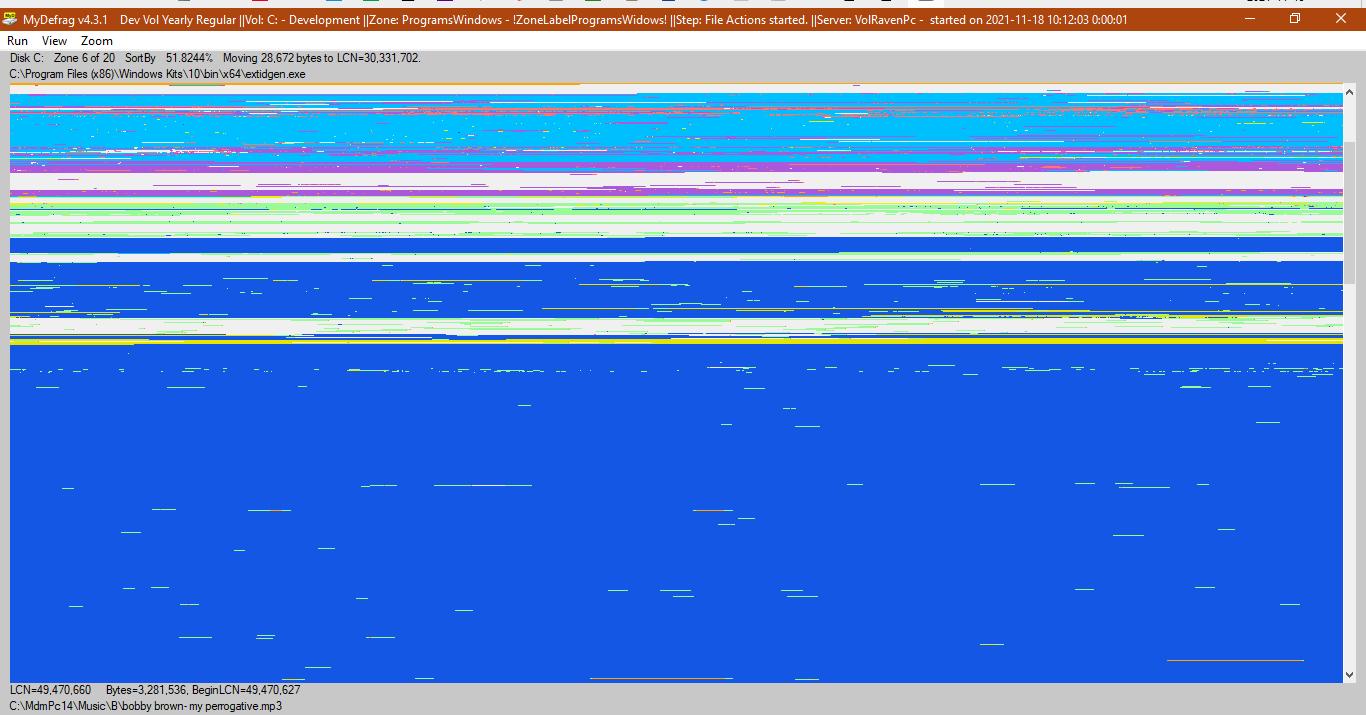 MyDefrag v4.3.1    Dev Vol Yearly Regular ||Vol: C: - Development ||Zone: ProgramsWindows - !ZoneLabelProgramsWidows! ||Step: File Actions started. ||Server: VolRavenPc -  started on 2021-11-18 10:12:03 0:00:01
Run View Zoom
Disk C:   Zone 6 of 20   SortBy   51.8244%   Moving 28,672 bytes to LCN=30,331,702.
C:\Program Files (x86)\Windows Kits\10\bin\x64\extidgen.exe
LCN=49,470,660     Bytes=3,281,536, BeginLCN=49,470,627
C:\MdmPc14\Music\B\bobby brown- my perrogative.mp3